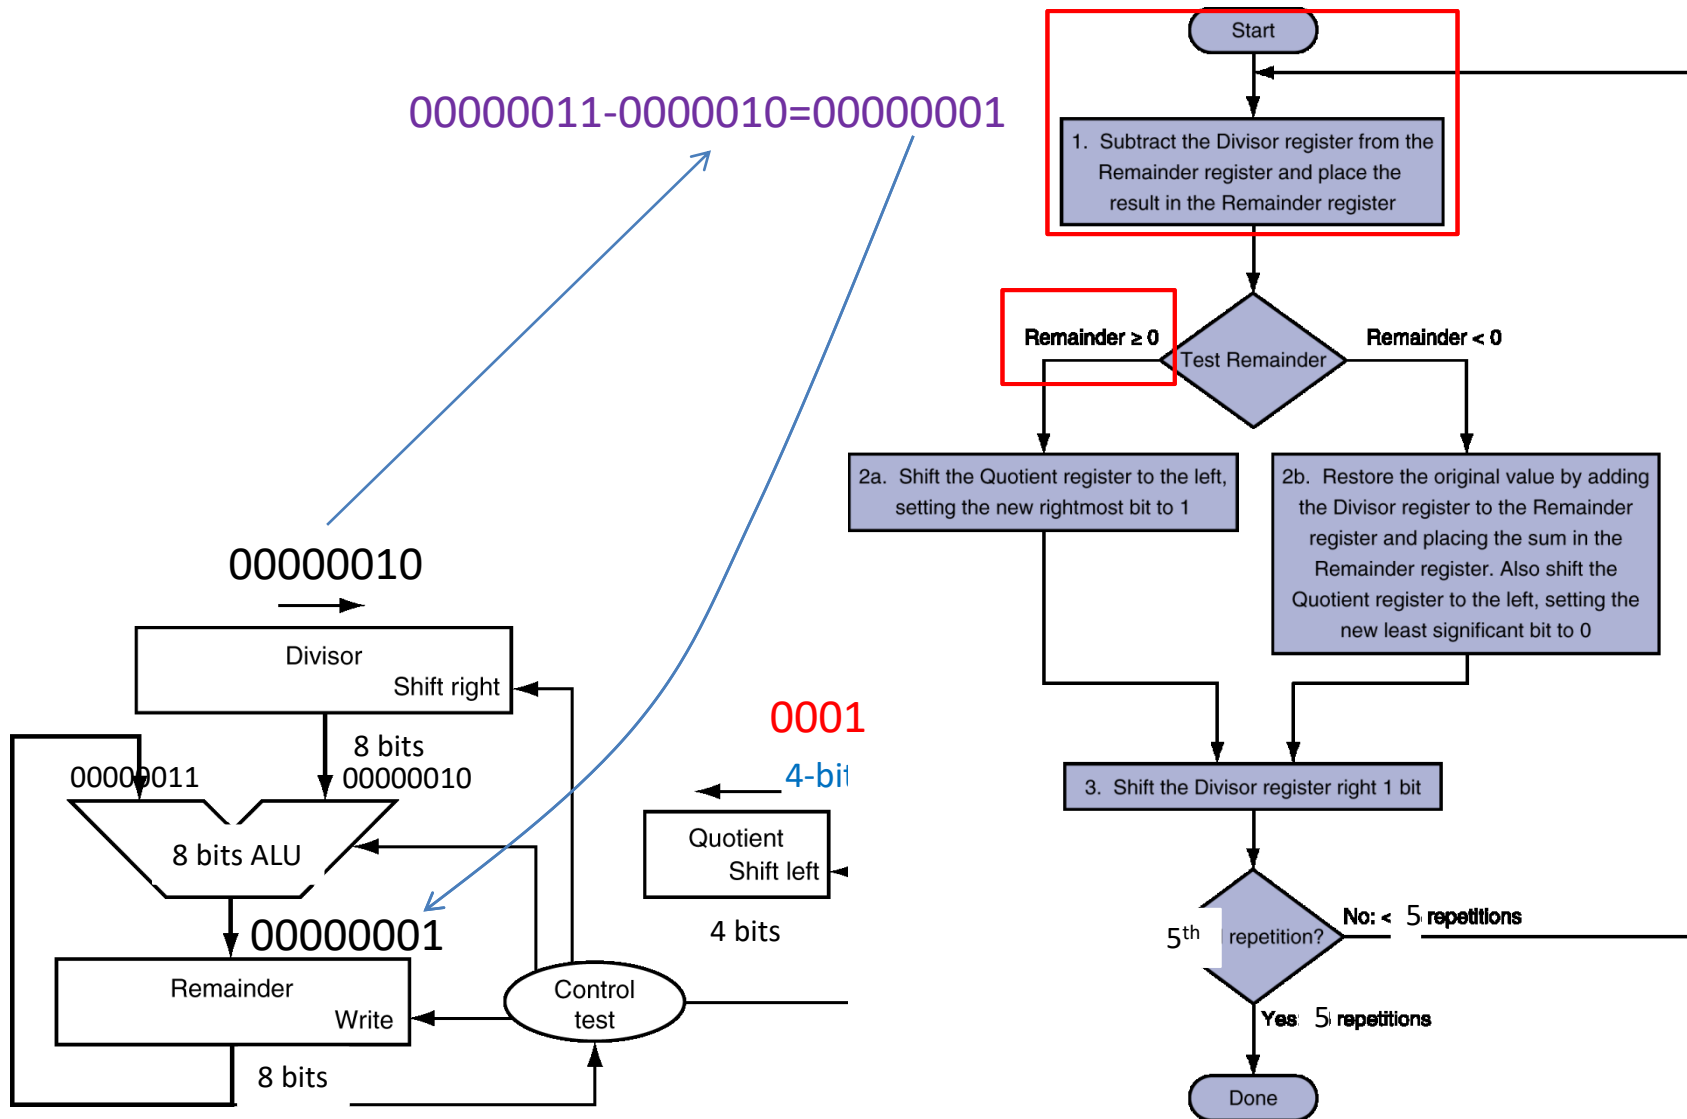 00000011-0000010=00000001
00000010
Divisor
Shift right
8 bits
00000011
00000010
8 bits ALU
00000001
Remainder
Write
8 bits
Control
test
0001
Quotient
Shift left
4 bits
Start
1. Subtract the Divisor register from the
Remainder register and place the
result in the Remainder register
Remainder ≥ 0
Test Remainder
Remainder < 0
2a. Shift the Quotient register to the left,
setting the new rightmost bit to 1
2b. Restore the original value by adding
the Divisor register to the Remainder
register and placing the sum in the
Remainder register. Also shift the
Quotient register to the left, setting the
new least significant bit to 0
3. Shift the Divisor register right 1 bit
5th repetition?
No: < 5 repetitions
Yes: 5 repetitions
Done